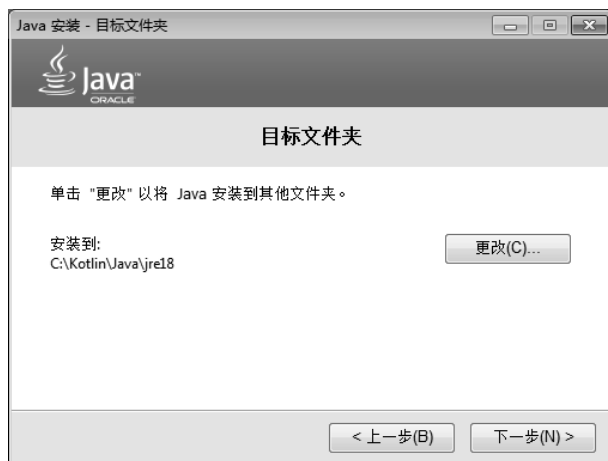 Java 安装 - 目标文件夹
Java™
ORACLE
目标文件夹
单击 "更改" 以将 Java 安装到其他文件夹。
安装到:
更改(C)...
C:\Kotlin\Java\jre18
< 上一步(B)
下一步(N) >